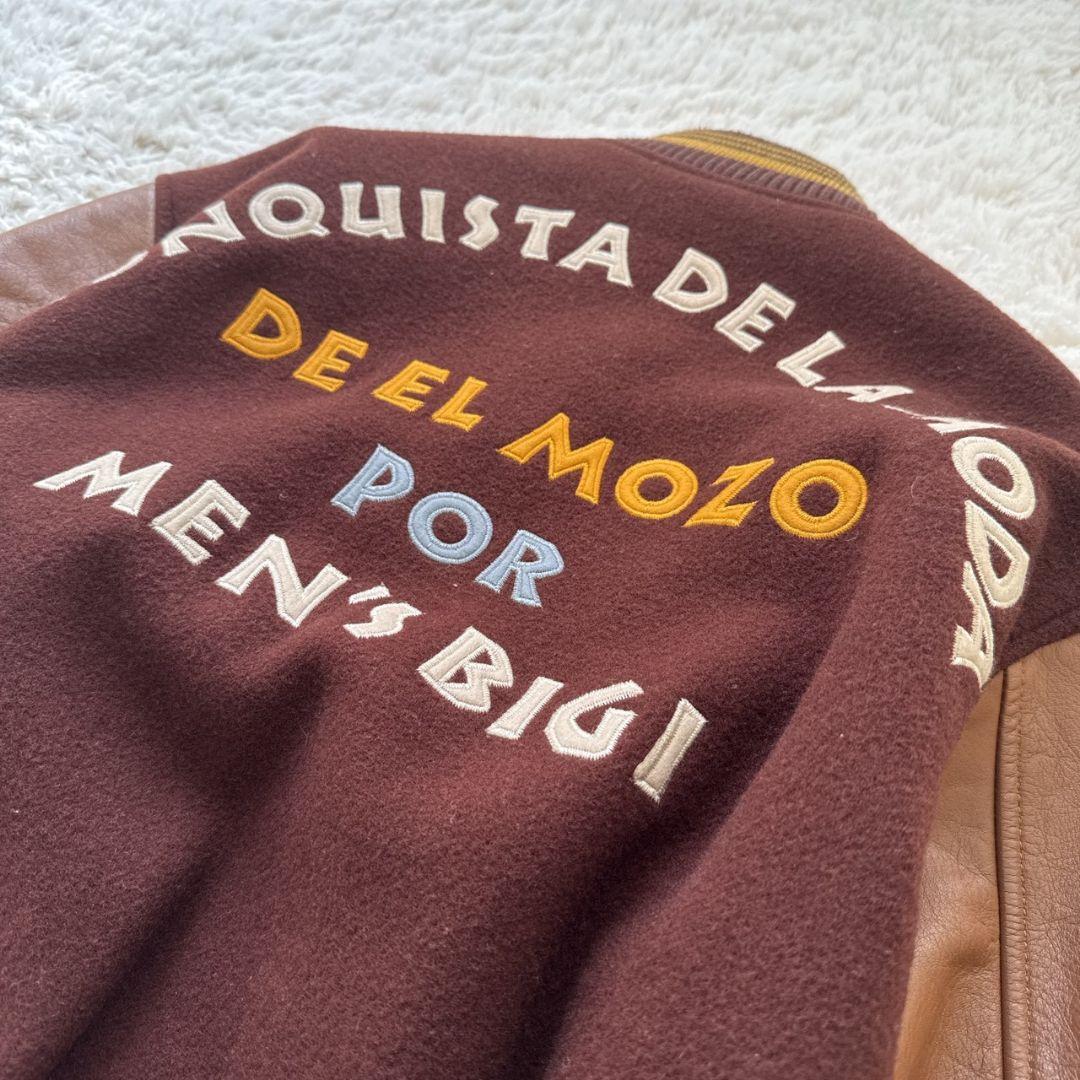 NQUISTA DE LA MODA
DE EL MOZO
POR
MEN'S BIGI